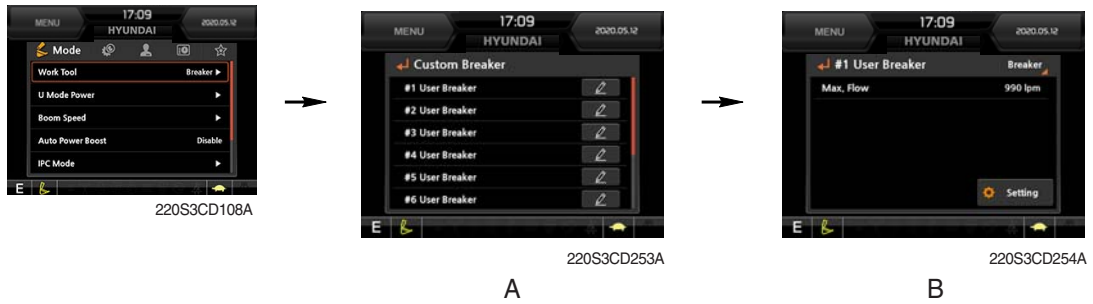 MENU 17:09 2020.05.12
HYUNDAI
Mode
Work Tool Breaker ▶
U Mode Power ▶
Boom Speed ▶
Auto Power Boost Disable
IPC Mode ▶
E
220S3CD108A
MENU 17:09 2020.05.12
HYUNDAI
Custom Breaker
#1 User Breaker
#2 User Breaker
#3 User Breaker
#4 User Breaker
#5 User Breaker
#6 User Breaker
E
220S3CD253A
A
MENU 17:09 2020.05.12
HYUNDAI
#1 User Breaker Breaker
Max, Flow 990 lpm
Setting
E
220S3CD254A
B